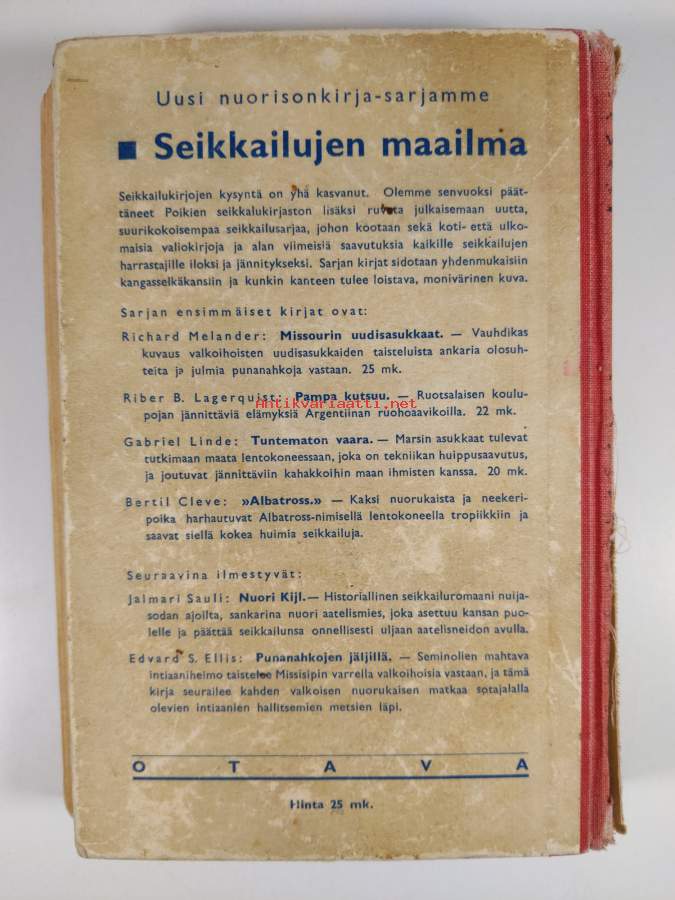 Uusi nuorisonkirja-sarjamme
■ Seikkailujen maailma
Seikkailukirjojen kysyntä on yhä kasvanut. Olemme senvuoksi päät-
täneet Poikien seikkalukirjaston lisäksi ruveta julkaisemaan uutta,
suurikokoisempaa seikkailusarjaa, johon kootaan sekä koti- että ulko-
maisia valiokirjoja ja alan viimeisiä saavutuksia kaikille seikkailujen
harrastajille iloksi ja jännitykseksi. Sarjan kirjat sidotaan yhdenmukaisiin
kangasselkäkansiin ja kunkin kanteen tulee loistava, monivärinen kuva.
Sarjan ensimmäiset kirjat ovat:
Richard Melander: Missourin uudisasukkaat. — Vauhdikas
kuvaus valkoihoisten uudisasukkaiden taisteluista ankaria olosuh-
teita ja julmia punanahkoja vastaan. 25 mk.
Riber B. Lagerquist: Pampa kutsuu. — Ruotsalaisen koulu-
Antikvariaatti.net
pojan jännittäviä elämyksiä Argentiinan ruohoaavikoilla. 22 mk.
Gabriel Linde: Tuntematon vaara. — Marsin asukkaat tulevat
tutkimaan maata lentokoneessaan, joka on tekniikan huippusaavutus,
ja joutuvat jännittäviin kahakkoihin maan ihmisten kanssa. 20 mk.
Bertil Cleve: »Albatross.» — Kaksi nuorukaista ja neekeri-
poika harhautuvat Albatross-nimisellä lentokoneella tropiikkiin ja
saavat siellä kokea huimia seikkailuja.
Seuraavina ilmestyvät:
Jalmari Sauli: Nuori Kijl. — Historiallinen seikkailuromaani nuija-
sodan ajoilta, sankarina nuori aatelismies, joka asettuu kansan puo-
lelle ja päättää seikkailunsa onnellisesti uljaan aatelisneidon avulla.
Edvard S. Ellis: Punanahkojen jäljillä. — Seminolien mahtava
intiaaniheimo taistelee Missisipin varrella valkoihoisia vastaan, ja tämä
kirja seurailee kahden valkoisen nuorukaisen matkaa sotajalalla
olevien intiaanien hallitsemien metsien läpi.
OTAVA
Hinta 25 mk.